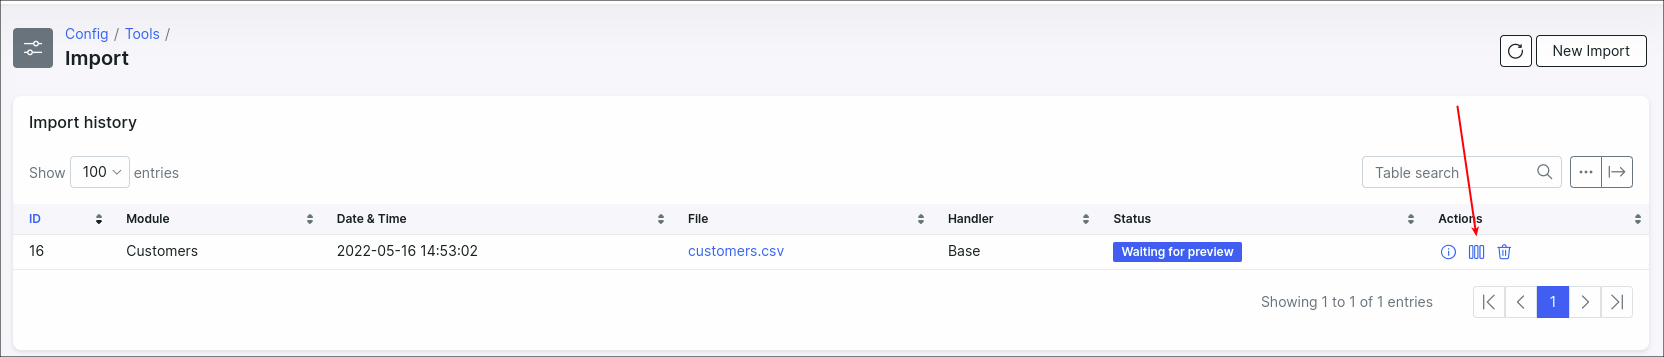 Config / Tools /
Import
New Import
Import history
Show 100 entries
Table search
ID Module Date & Time File Handler Status Actions
16 Customers 2022-05-16 14:53:02 customers.csv Base Waiting for preview
Showing 1 to 1 of 1 entries 1